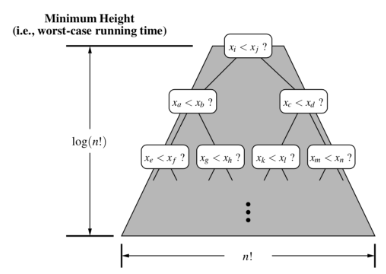 Minimum Height
(i.e., worst-case running time)
x_i < x_j ?
x_a < x_b ?
x_c < x_d ?
log(n!)
x_e < x_f ?
x_g < x_h ?
x_k < x_l ?
x_m < x_n ?
n!